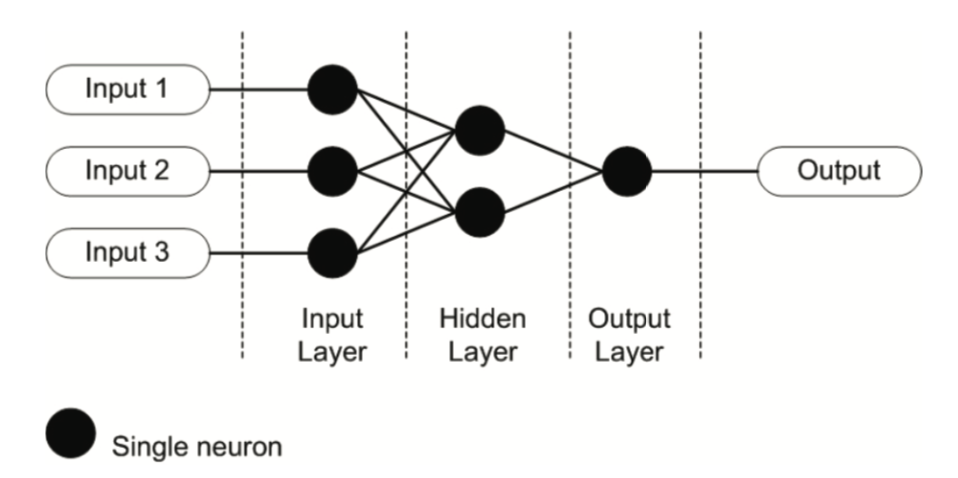 Input 1
Input 2
Output
Input 3
Input
Layer
Hidden
Layer
Output
Layer
Single neuron